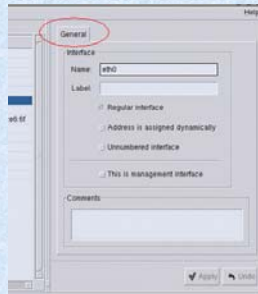 Help
General
Interface
Name: eth0
Label:
Regular interface
Address is assigned dynamically
Unnumbered interface
This is management interface
Comments
Apply
Undo